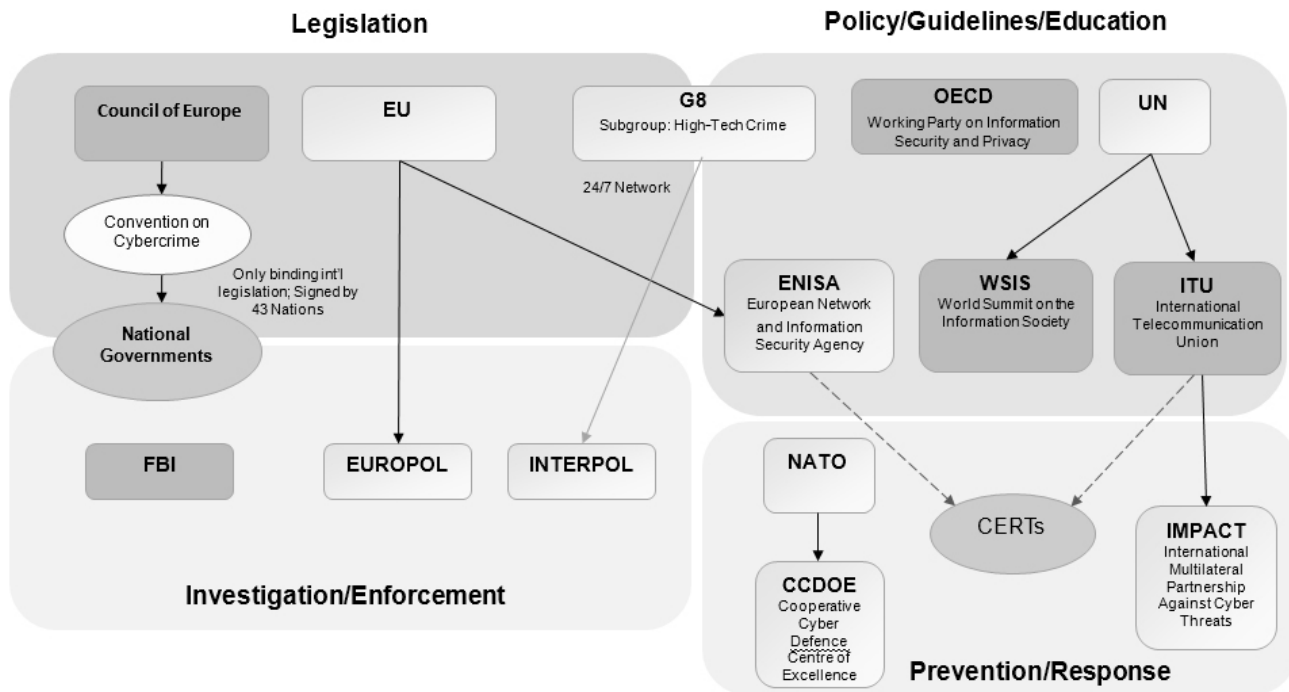 Legislation
Policy/Guidelines/Education
Council of Europe
EU
G8
Subgroup: High-Tech Crime
OECD
Working Party on Information
Security and Privacy
UN
24/7 Network
Convention on
Cybercrime
Only binding int'l
legislation; Signed by
43 Nations
National
Governments
ENISA
European Network
and Information
Security Agency
WSIS
World Summit on the
Information Society
ITU
International
Telecommunication
Union
FBI
EUROPOL
INTERPOL
Investigation/Enforcement
NATO
CCDOE
Cooperative
Cyber
Defence
Centre of
Excellence
CERTs
IMPACT
International
Multilateral
Partnership
Against Cyber
Threats
Prevention/Response